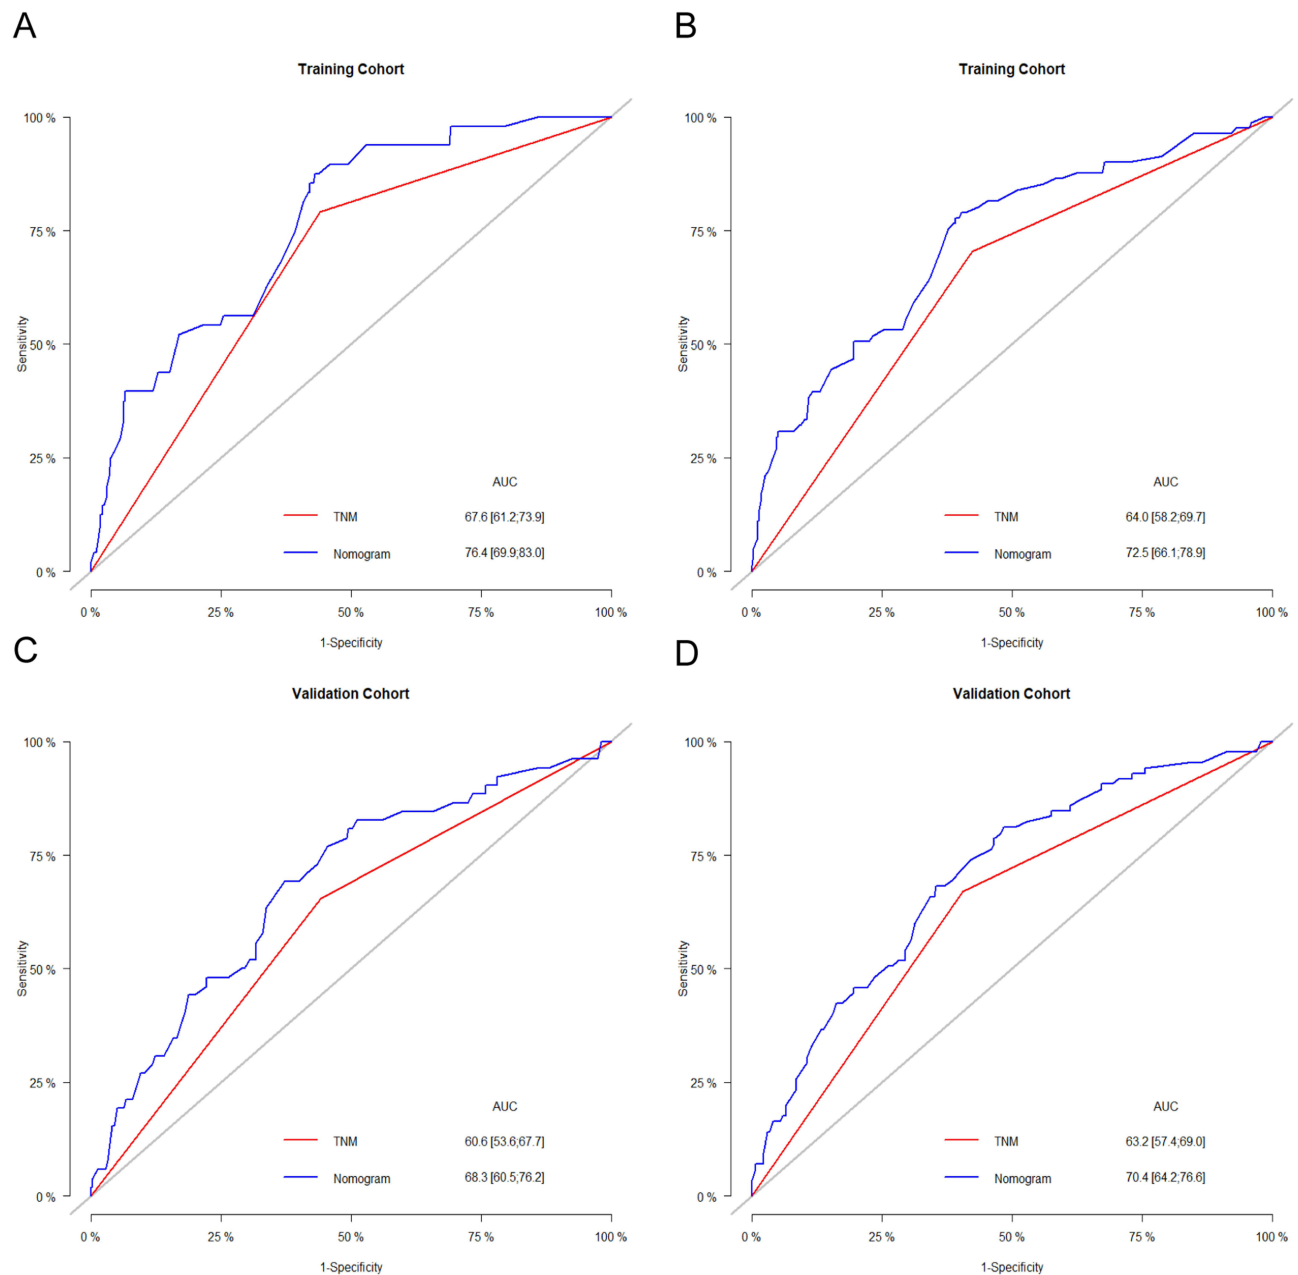 A
Training Cohort
100 %
75 %
50 %
25 %
0 %
Sensitivity
AUC
TNM 67.6 [61.2;73.9]
Nomogram 76.4 [69.9;83.0]
0 % 25 % 50 % 75 % 100 %
1-Specificity
B
Training Cohort
100 %
75 %
50 %
25 %
0 %
Sensitivity
AUC
TNM 64.0 [58.2;69.7]
Nomogram 72.5 [66.1;78.9]
0 % 25 % 50 % 75 % 100 %
1-Specificity
C
Validation Cohort
100 %
75 %
50 %
25 %
0 %
Sensitivity
AUC
TNM 60.6 [53.6;67.7]
Nomogram 68.3 [60.5;76.2]
0 % 25 % 50 % 75 % 100 %
1-Specificity
D
Validation Cohort
100 %
75 %
50 %
25 %
0 %
Sensitivity
AUC
TNM 63.2 [57.4;69.0]
Nomogram 70.4 [64.2;76.6]
0 % 25 % 50 % 75 % 100 %
1-Specificity